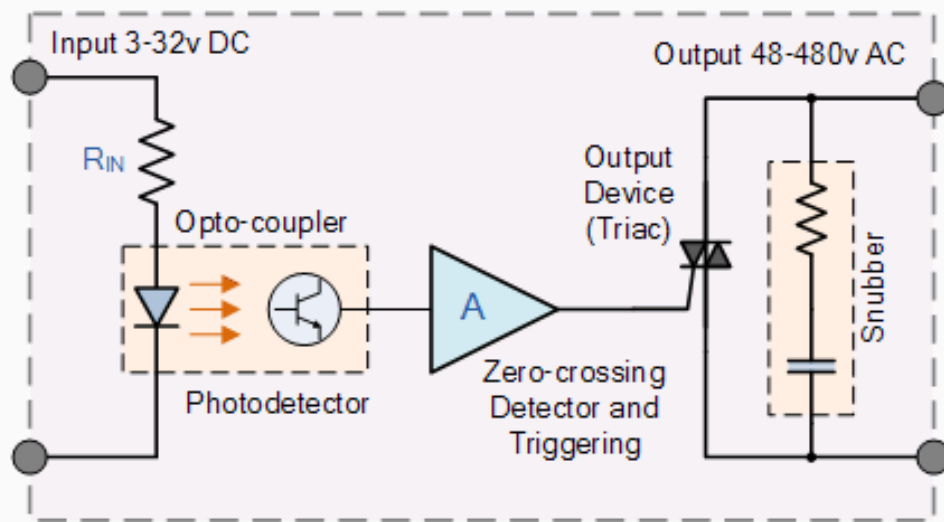 Input 3-32v DC
Output 48-480v AC
RIN
Output
Device
(Triac)
Opto-coupler
Snubber
A
Photodetector
Zero-crossing
Detector and
Triggering